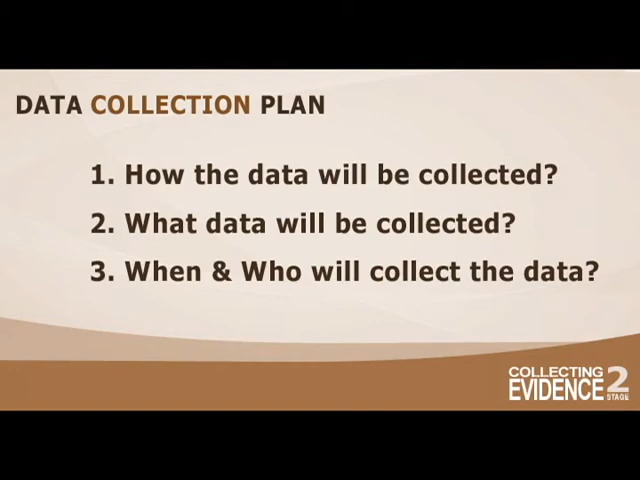 DATA COLLECTION PLAN
1. How the data will be collected?
2. What data will be collected?
3. When & Who will collect the data?
COLLECTING
EVIDENCE 2
STAGE